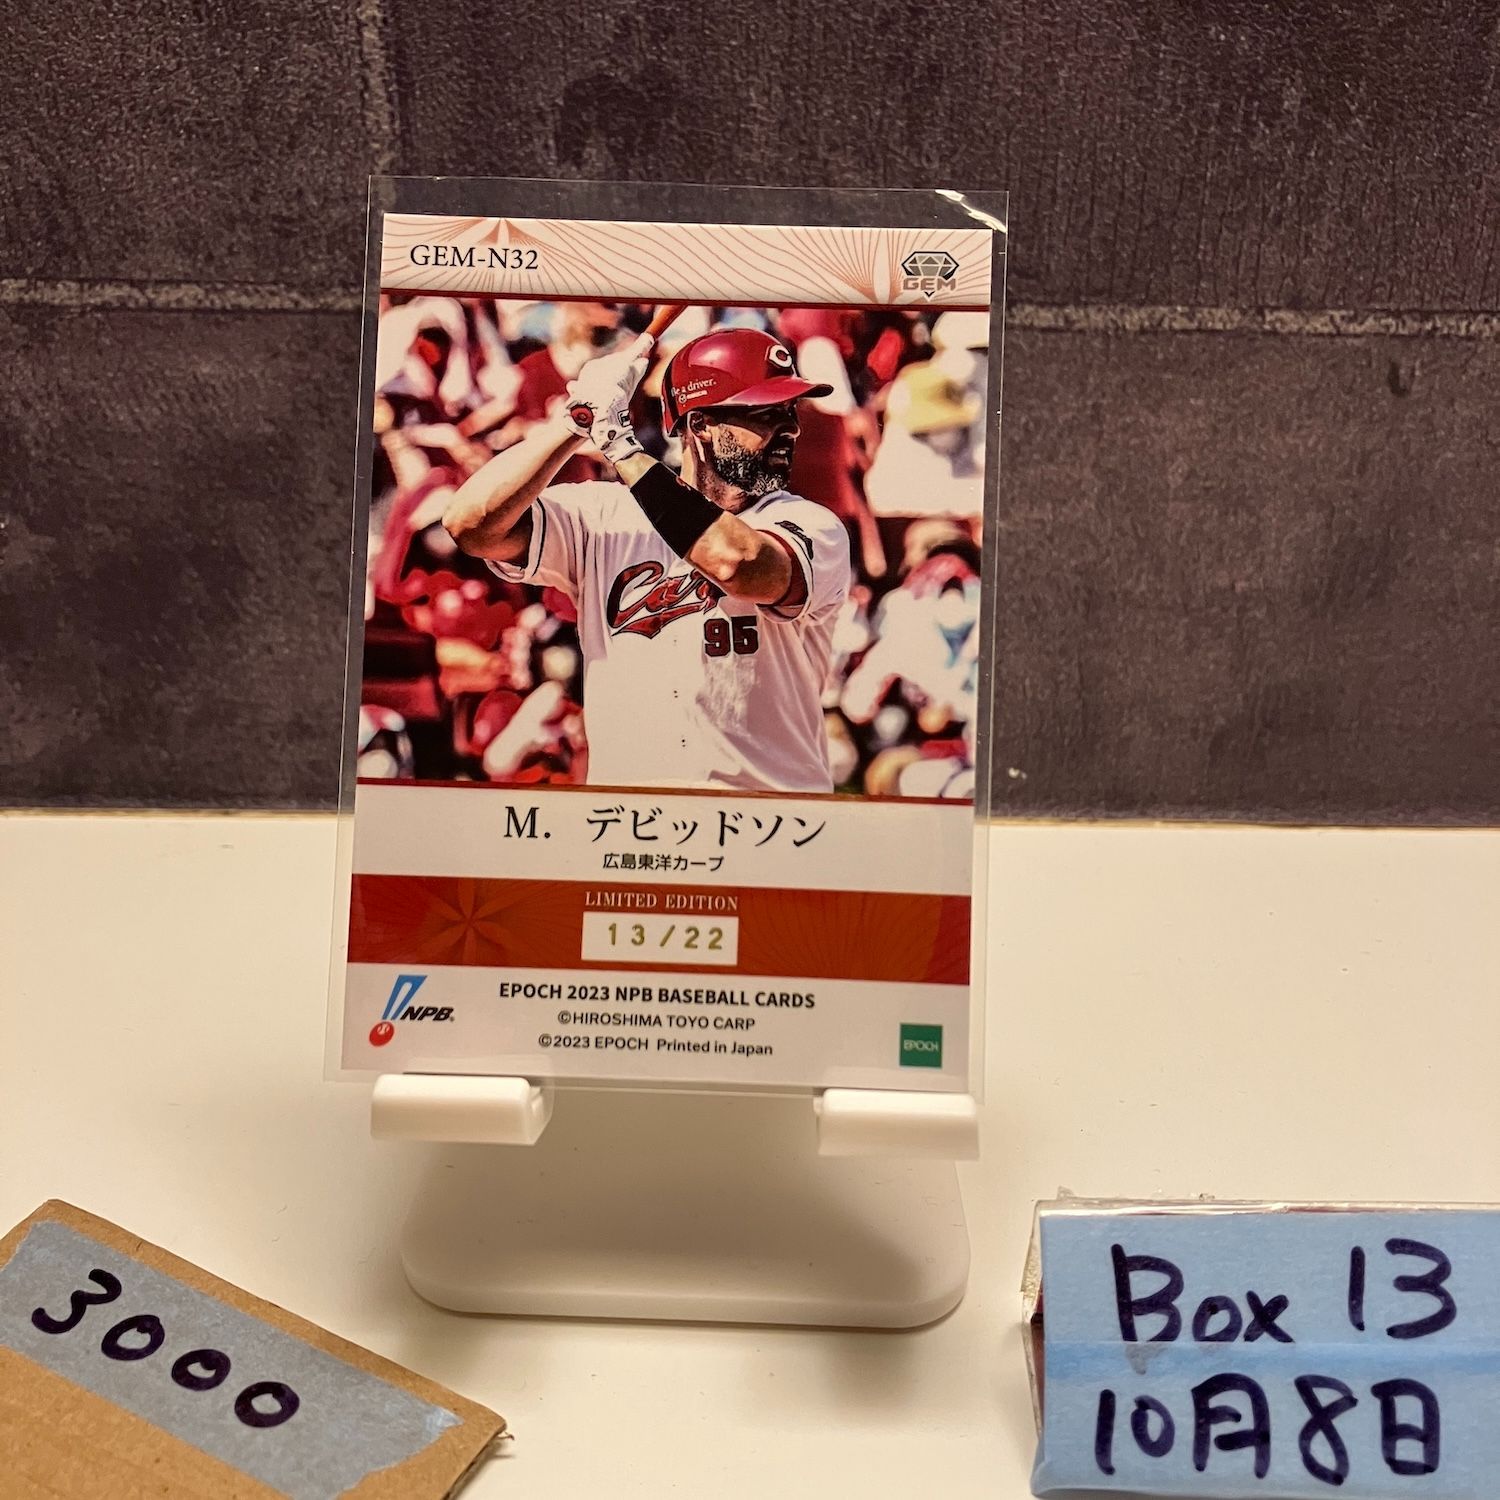 GEM-N32
GEM
C
Be a driver.
Carp
95
M. デビッドソン
広島東洋カープ
LIMITED EDITION
13/22
NPB
EPOCH 2023 NPB BASEBALL CARDS
©HIROSHIMA TOYO CARP
©2023 EPOCH Printed in Japan
EPOCH
3000
Box 13
10月8日